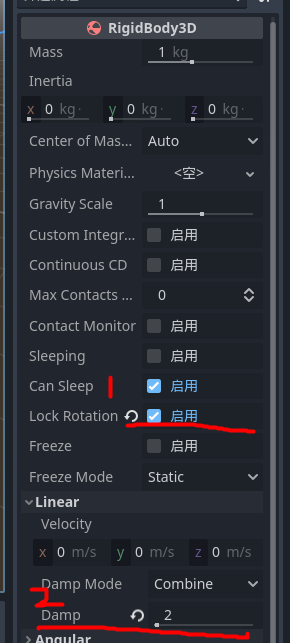 RigidBody3D
Mass 1 kg
Inertia
x 0 kg· y 0 kg· z 0 kg·
Center of Mas... Auto
Physics Materi... <空>
Gravity Scale 1
Custom Integr... 启用
Continuous CD 启用
Max Contacts ... 0
Contact Monitor 启用
Sleeping 启用
Can Sleep 启用
Lock Rotation 启用
Freeze 启用
Freeze Mode Static
Linear
Velocity
x 0 m/s y 0 m/s z 0 m/s
Damp Mode Combine
Damp 2
Angular